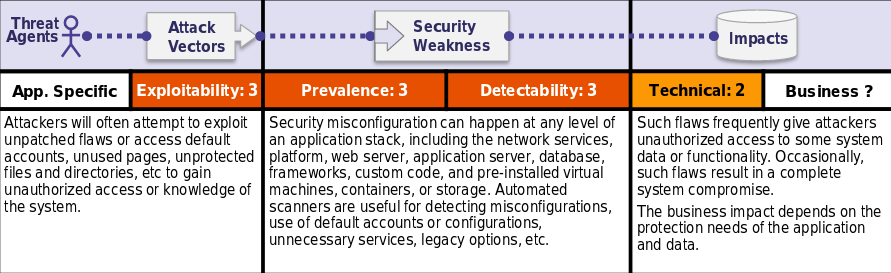 Threat
Agents
Attack
Vectors
Security
Weakness
Impacts
App. Specific
Exploitability: 3
Prevalence: 3
Detectability: 3
Technical: 2
Business ?
Attackers will often attempt to exploit
unpatched flaws or access default
accounts, unused pages, unprotected
files and directories, etc to gain
unauthorized access or knowledge of
the system.
Security misconfiguration can happen at any level of
an application stack, including the network services,
platform, web server, application server, database,
frameworks, custom code, and pre-installed virtual
machines, containers, or storage. Automated
scanners are useful for detecting misconfigurations,
use of default accounts or configurations,
unnecessary services, legacy options, etc.
Such flaws frequently give attackers
unauthorized access to some system
data or functionality. Occasionally,
such flaws result in a complete
system compromise.
The business impact depends on the
protection needs of the application
and data.